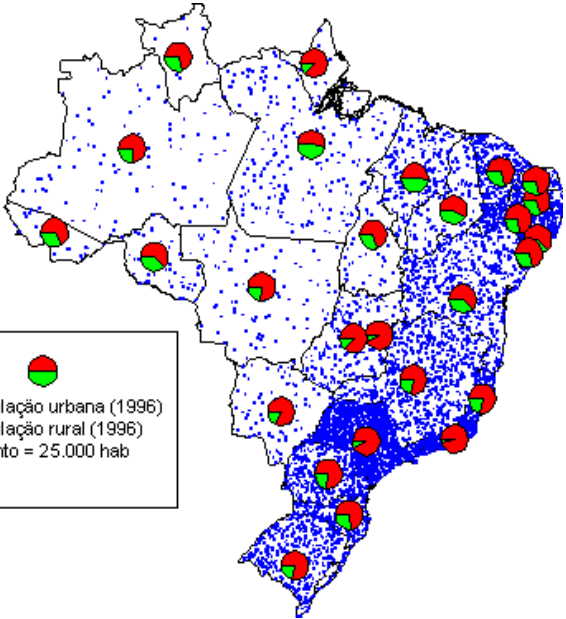 lação urbana (1996)
lação rural (1996)
nto = 25.000 hab